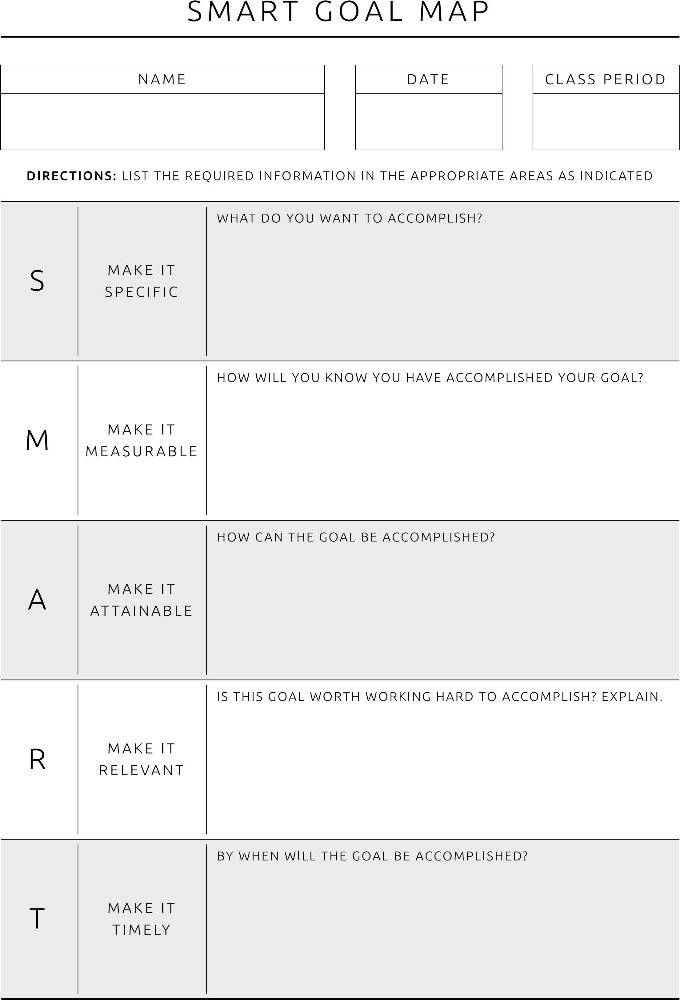 SMART GOAL MAP
NAME
DATE
CLASS PERIOD
DIRECTIONS: LIST THE REQUIRED INFORMATION IN THE APPROPRIATE AREAS AS INDICATED
S
MAKE IT
SPECIFIC
WHAT DO YOU WANT TO ACCOMPLISH?
M
MAKE IT
MEASURABLE
HOW WILL YOU KNOW YOU HAVE ACCOMPLISHED YOUR GOAL?
A
MAKE IT
ATTAINABLE
HOW CAN THE GOAL BE ACCOMPLISHED?
R
MAKE IT
RELEVANT
IS THIS GOAL WORTH WORKING HARD TO ACCOMPLISH? EXPLAIN.
T
MAKE IT
TIMELY
BY WHEN WILL THE GOAL BE ACCOMPLISHED?